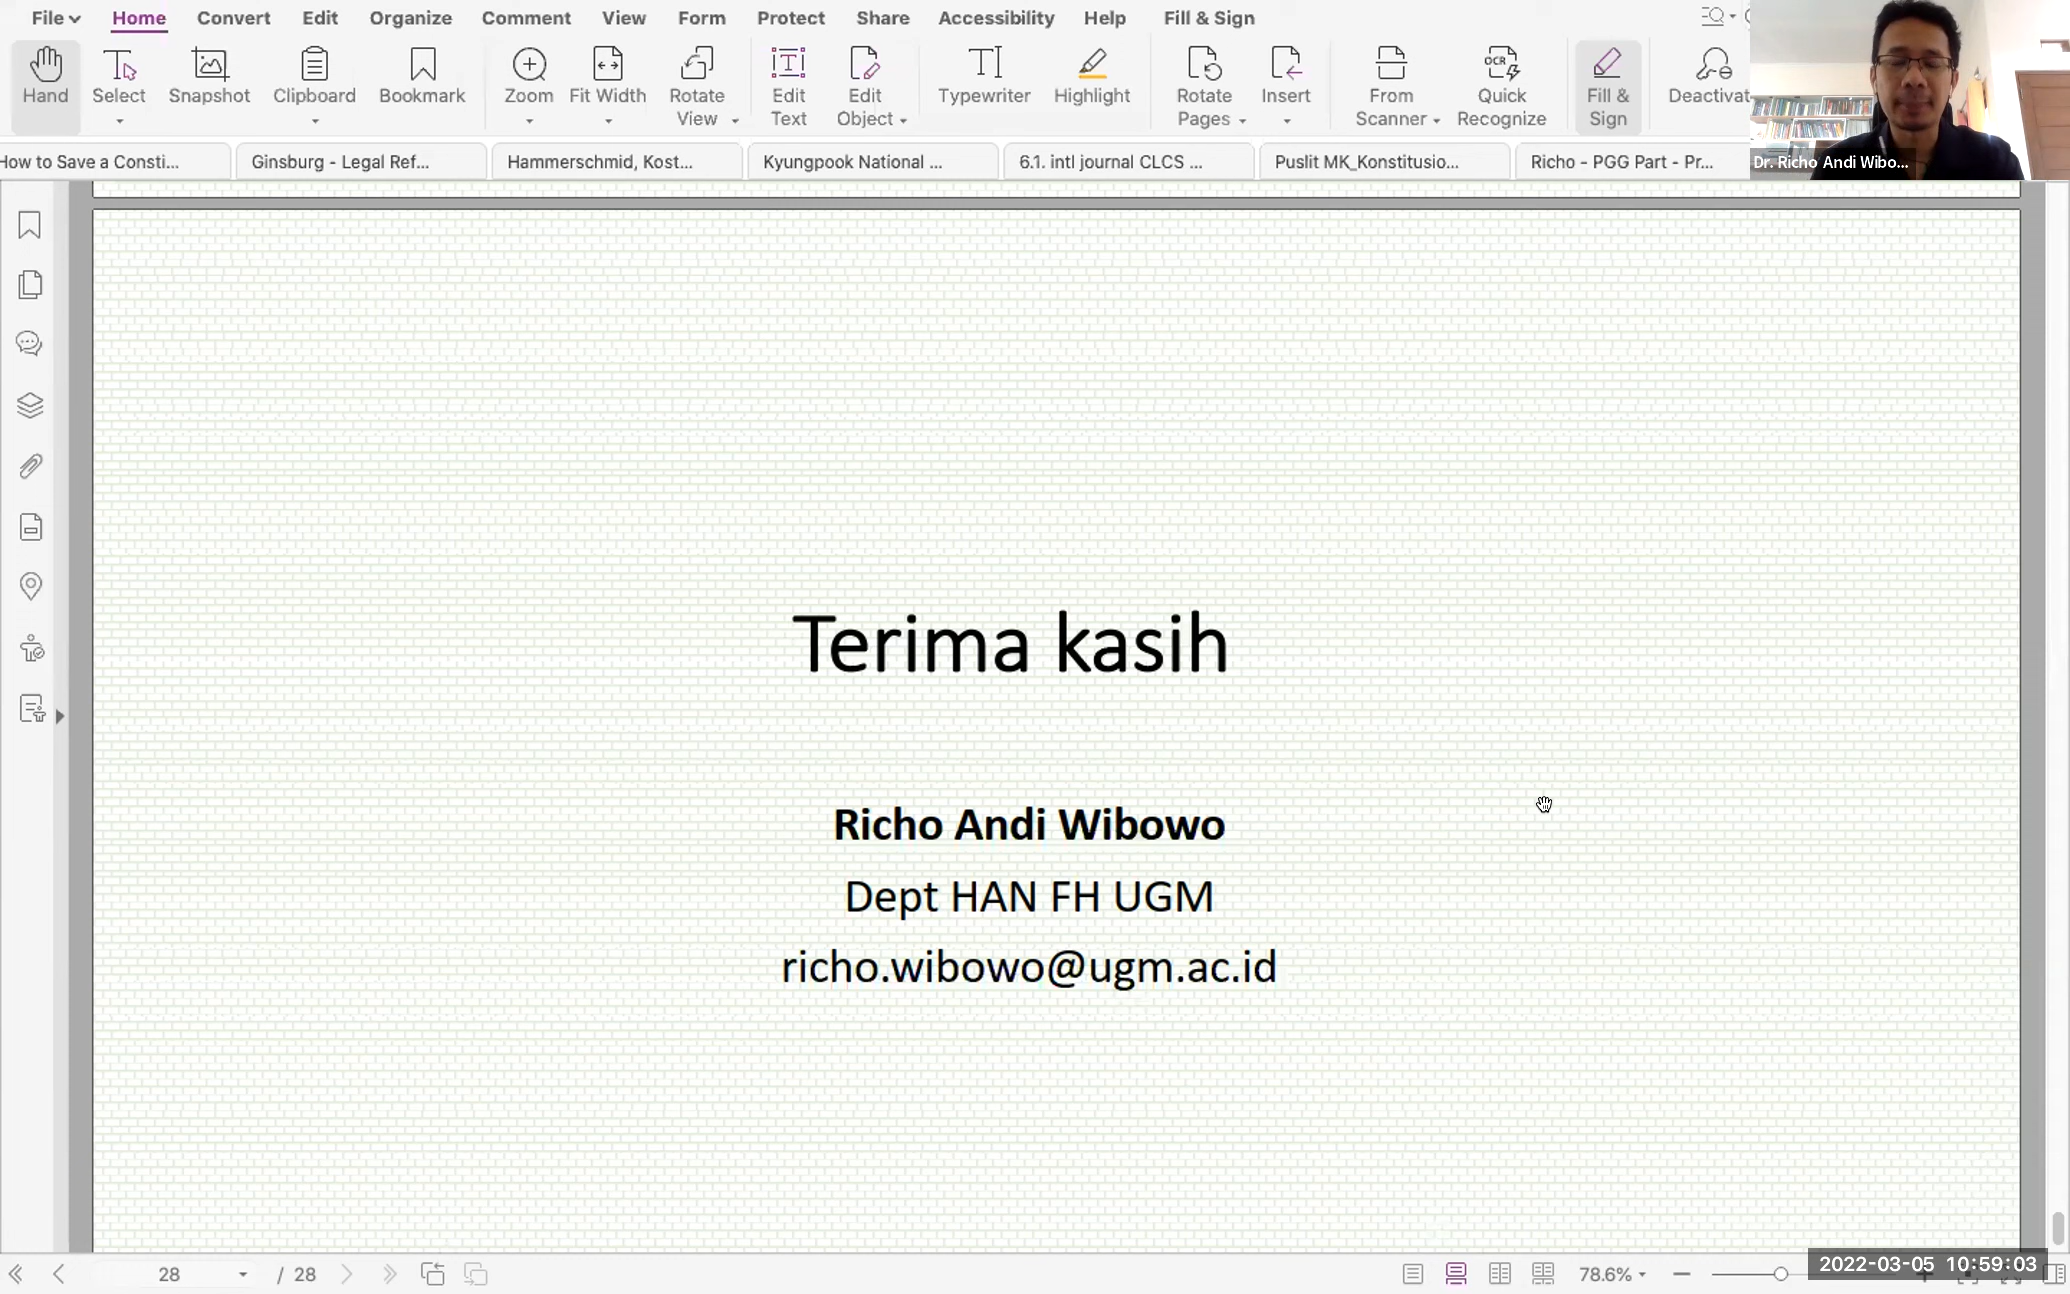 File Home Convert Edit Organize Comment View Form Protect Share Accessibility Help Fill & Sign
Hand Select Snapshot Clipboard Bookmark Zoom Fit Width Rotate View Edit Text Edit Object Typewriter Highlight Rotate Pages Insert From Scanner OCR Quick Recognize Fill & Sign Deactivat
How to Save a Consti... Ginsburg - Legal Ref... Hammerschmid, Kost... Kyungpook National ... 6.1. intl journal CLCS ... Puslit MK_Konstitusio... Richo - PGG Part - Pr... Dr. Richo Andi Wibo...
Terima kasih
Richo Andi Wibowo
Dept HAN FH UGM
richo.wibowo@ugm.ac.id
28 / 28 78.6% 2022-03-05 10:59:03